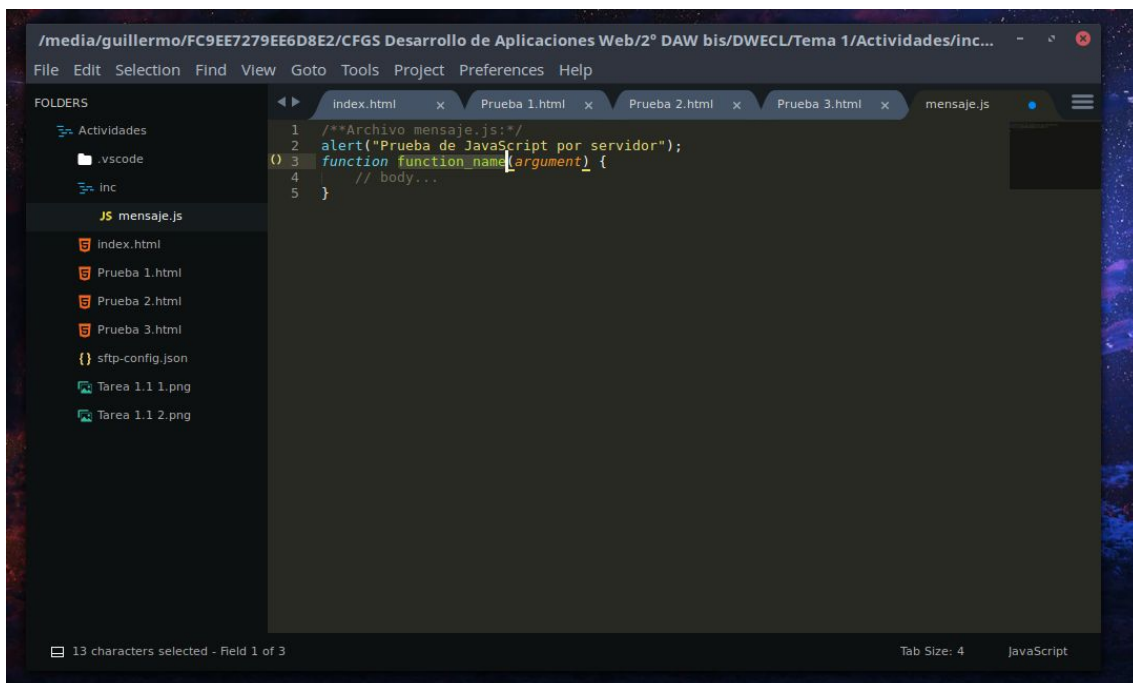 /media/guillermo/FC9EE7279EE6D8E2/CFGS Desarrollo de Aplicaciones Web/2º DAW bis/DWECL/Tema 1/Actividades/inc...
File Edit Selection Find View Goto Tools Project Preferences Help
FOLDERS
Actividades
.vscode
inc
JS mensaje.js
index.html
Prueba 1.html
Prueba 2.html
Prueba 3.html
{} sftp-config.json
Tarea 1.1 1.png
Tarea 1.1 2.png
index.html x Prueba 1.html x Prueba 2.html x Prueba 3.html x mensaje.js
1 /**Archivo mensaje.js:*/
2 alert("Prueba de JavaScript por servidor");
() 3 function function_name(argument) {
4     // body...
5 }
13 characters selected - Field 1 of 3
Tab Size: 4 JavaScript